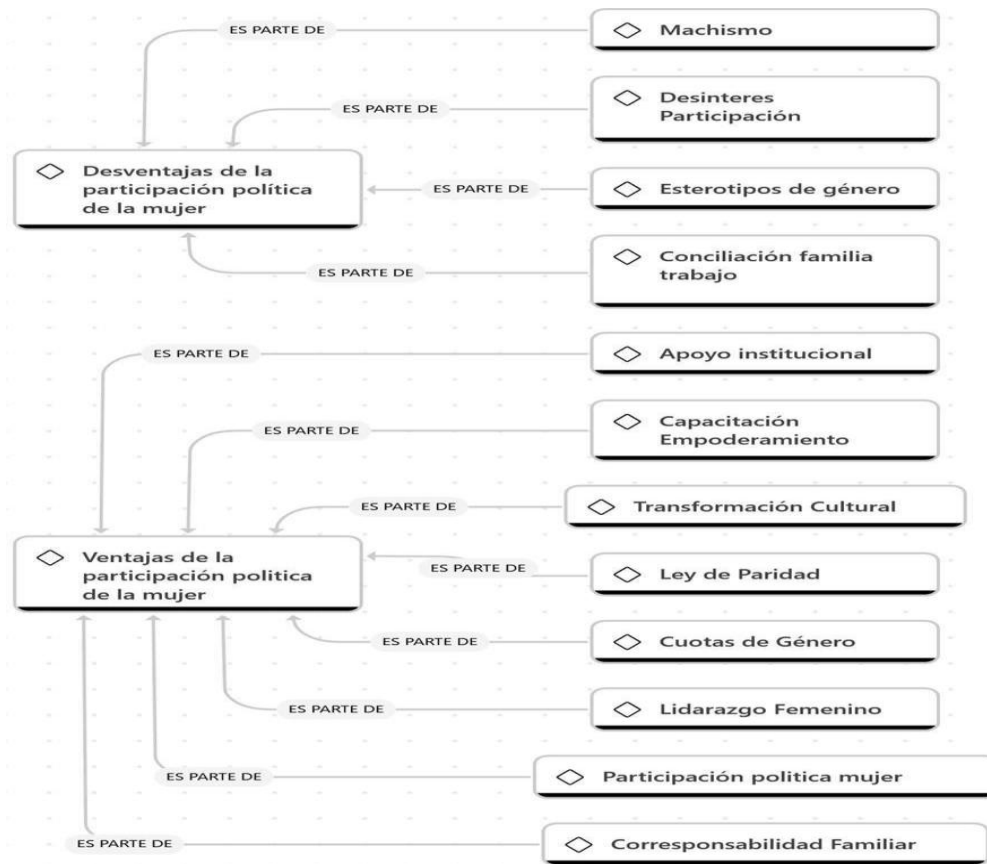 ES PARTE DE
Machismo
ES PARTE DE
Desinteres
Participación
Desventajas de la
participación política
de la mujer
ES PARTE DE
Esterotipos de género
ES PARTE DE
Conciliación familia
trabajo
ES PARTE DE
Apoyo institucional
ES PARTE DE
Capacitación
Empoderamiento
ES PARTE DE
Transformación Cultural
Ventajas de la
participación politica
de la mujer
ES PARTE DE
Ley de Paridad
ES PARTE DE
Cuotas de Género
ES PARTE DE
Lidarazgo Femenino
ES PARTE DE
Participación politica mujer
ES PARTE DE
Corresponsabilidad Familiar